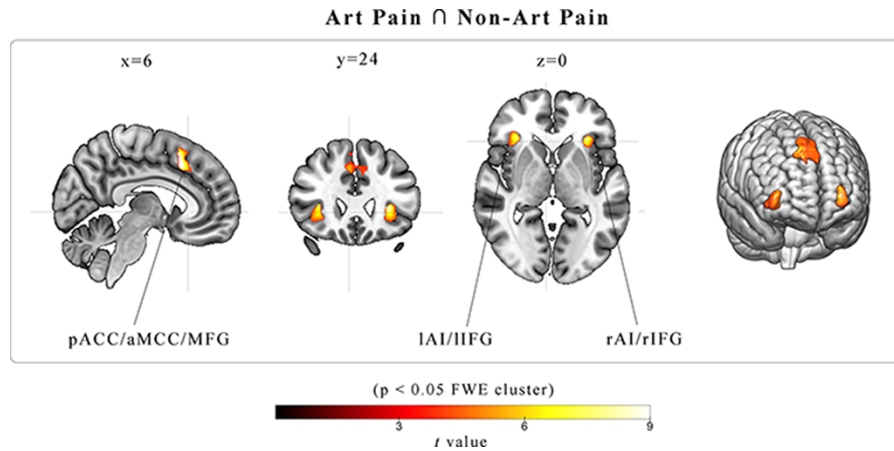 Art Pain ∩ Non-Art Pain
x=6
y=24
z=0
pACC/aMCC/MFG
lAI/lIFG
rAI/rIFG
(p < 0.05 FWE cluster)
3
6
9
t value